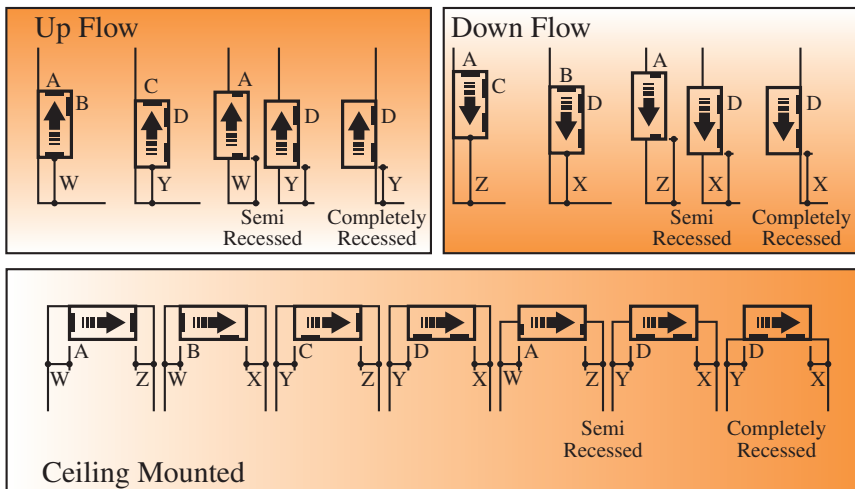 Up Flow
A
B
W
C
D
Y
A
W
D
Y
Semi
Recessed
D
Y
Completely
Recessed
Down Flow
A
C
Z
B
D
X
A
Z
D
X
Semi
Recessed
D
X
Completely
Recessed
A
W
Z
B
W
X
C
Y
Z
D
Y
X
A
W
Z
D
Y
X
Semi
Recessed
D
Y
X
Completely
Recessed
Ceiling Mounted